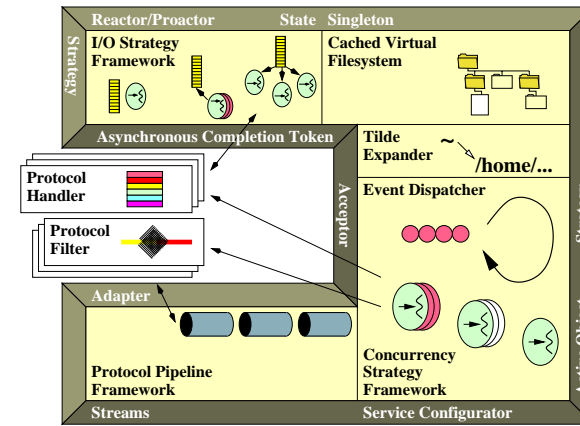 Reactor/Proactor
State
Singleton
Strategy
I/O Strategy
Framework
Cached Virtual
Filesystem
Asynchronous Completion Token
Tilde
Expander
~
/home/...
Protocol
Handler
Acceptor
Event Dispatcher
Protocol
Filter
Adapter
Protocol Pipeline
Framework
Concurrency
Strategy
Framework
Streams
Service Configurator